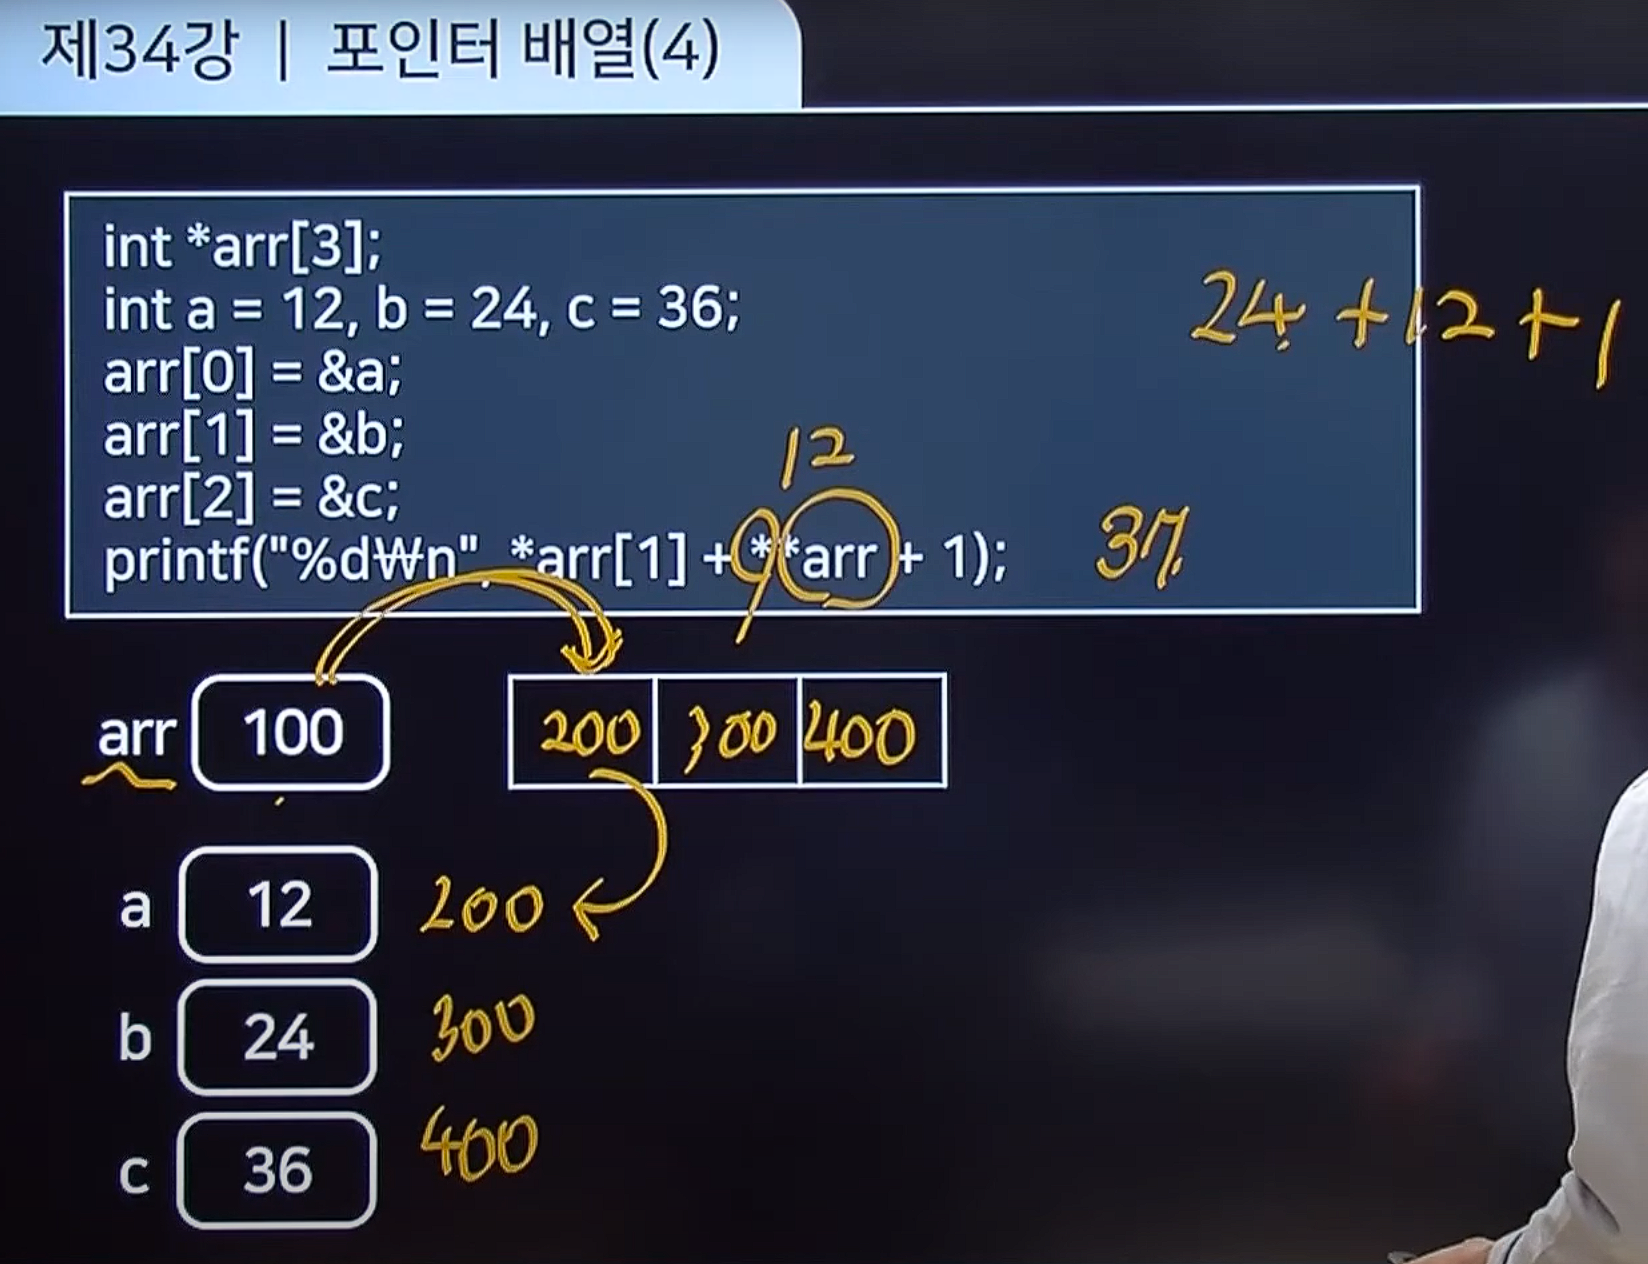 제34강 | 포인터 배열(4)
int *arr[3];
int a = 12, b = 24, c = 36;
24 + 12 + 1
arr[0] = &a;
arr[1] = &b;
12
arr[2] = &c;
printf("%d₩n", *arr[1] + **arr + 1); 37
arr 100 200 300 400
a 12 200
b 24 300
c 36 400